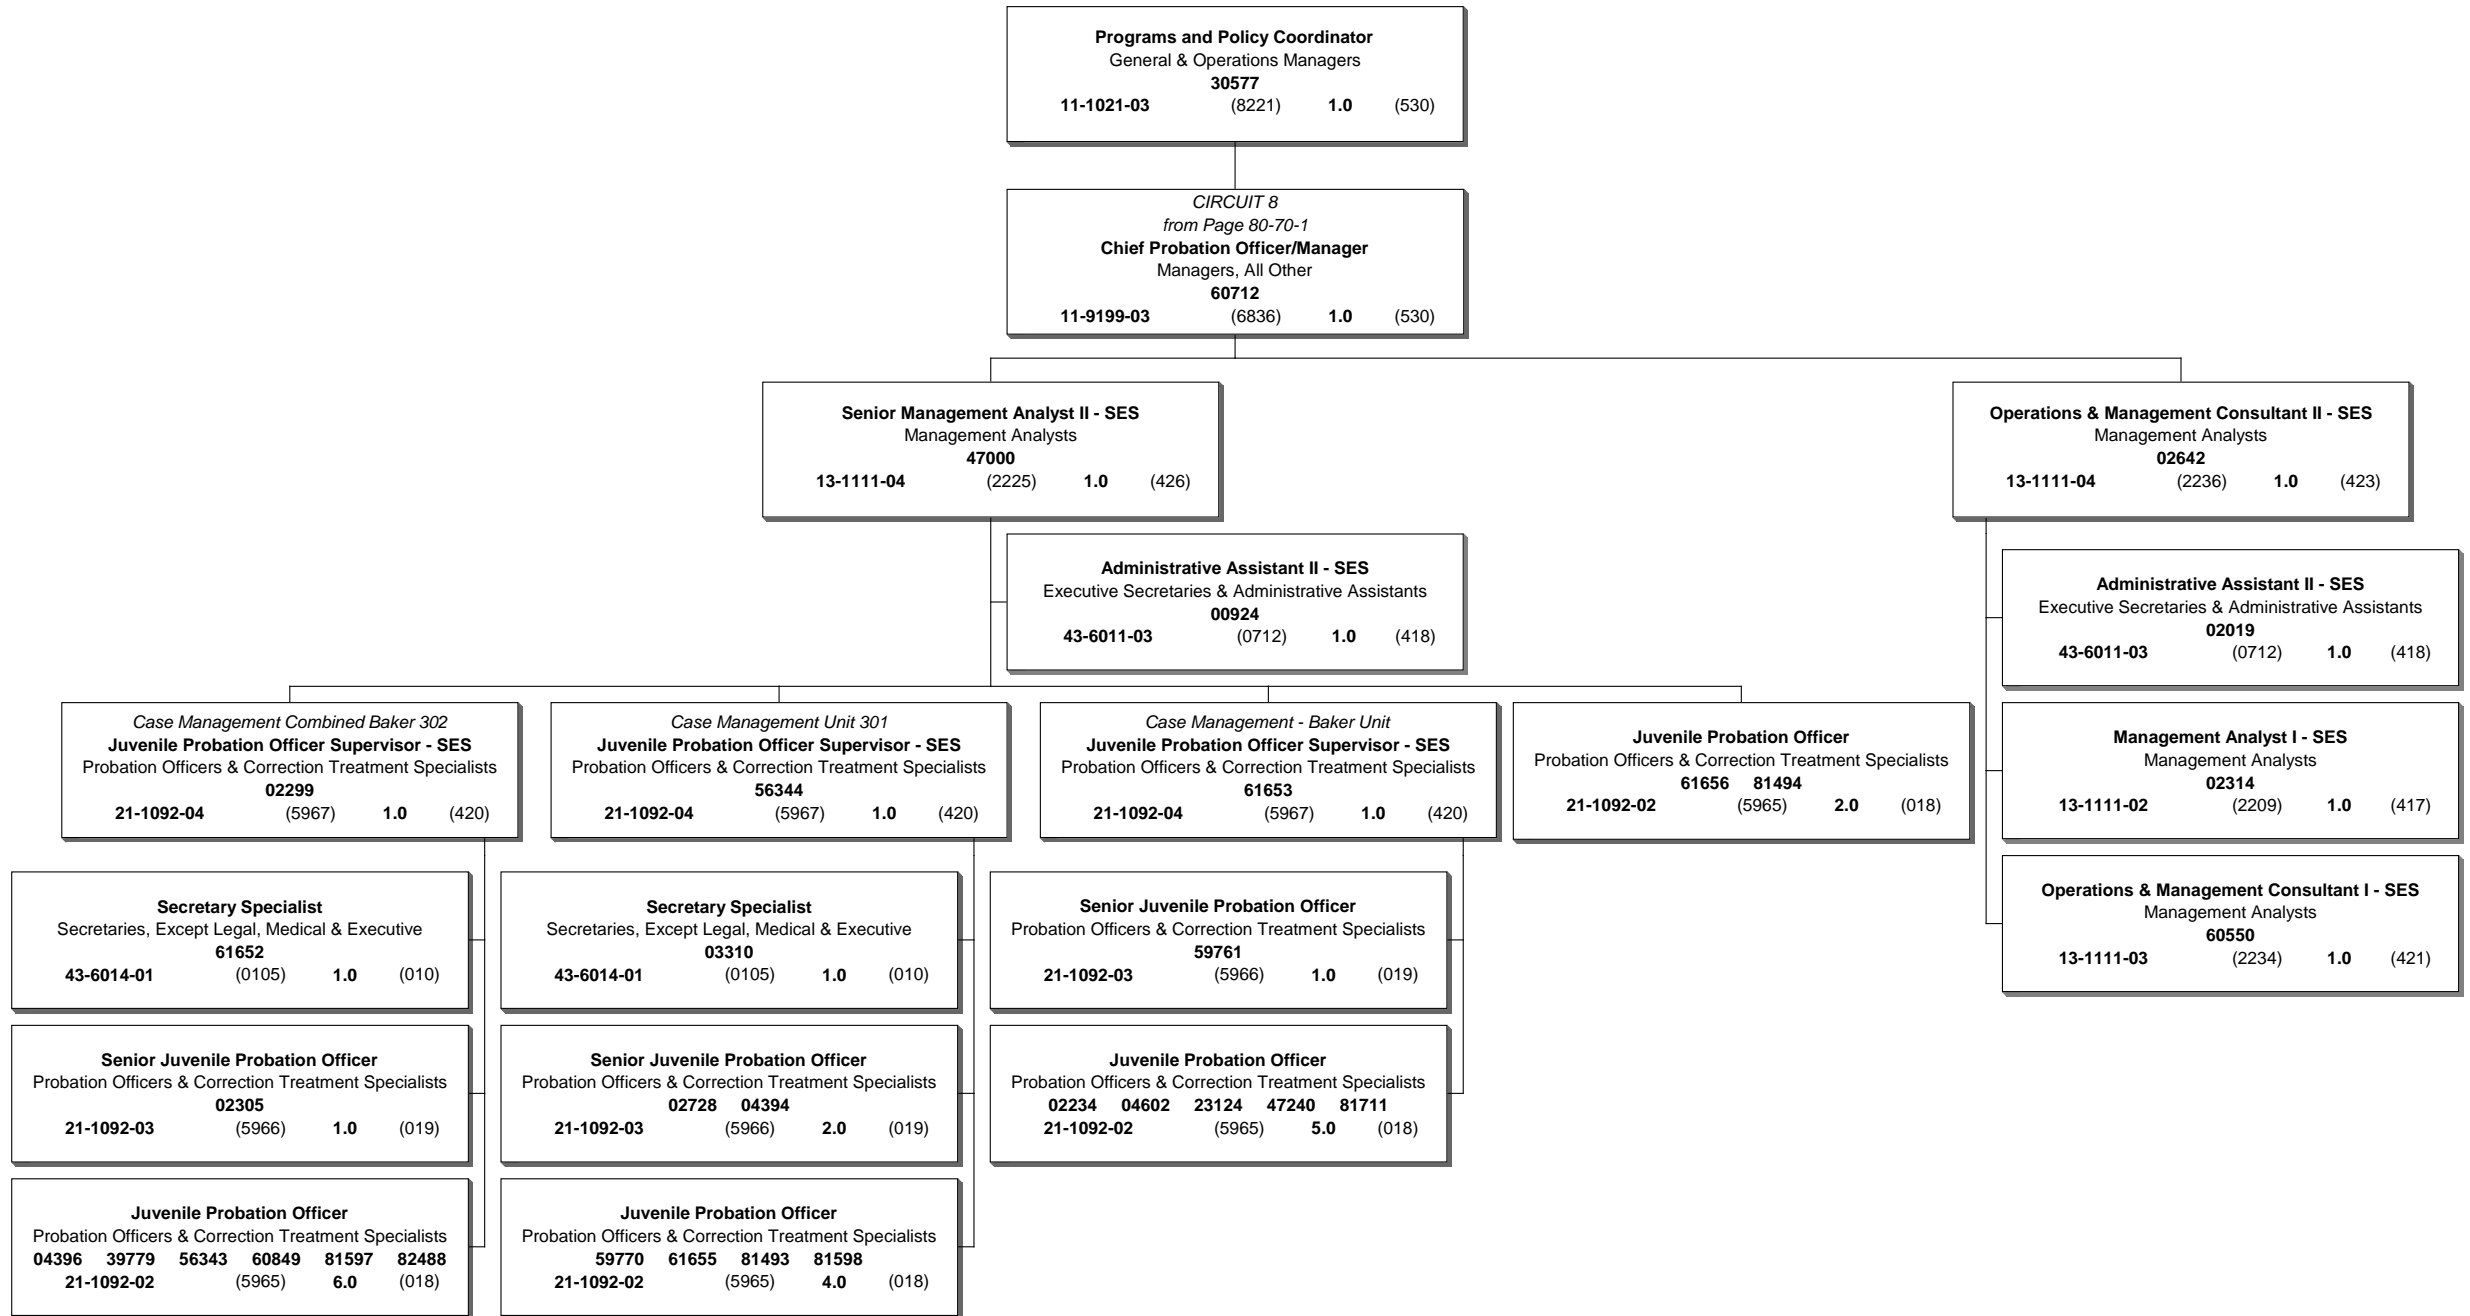 Programs and Policy Coordinator
General & Operations Managers
30577
11-1021-03 (8221) 1.0 (530)
CIRCUIT 8
from Page 80-70-1
Chief Probation Officer/Manager
Managers, All Other
60712
11-9199-03 (6836) 1.0 (530)
Senior Management Analyst II - SES
Management Analysts
47000
13-1111-04 (2225) 1.0 (426)
Operations & Management Consultant II - SES
Management Analysts
02642
13-1111-04 (2236) 1.0 (423)
Administrative Assistant II - SES
Executive Secretaries & Administrative Assistants
00924
43-6011-03 (0712) 1.0 (418)
Administrative Assistant II - SES
Executive Secretaries & Administrative Assistants
02019
43-6011-03 (0712) 1.0 (418)
Case Management Combined Baker 302
Juvenile Probation Officer Supervisor - SES
Probation Officers & Correction Treatment Specialists
02299
21-1092-04 (5967) 1.0 (420)
Case Management Unit 301
Juvenile Probation Officer Supervisor - SES
Probation Officers & Correction Treatment Specialists
56344
21-1092-04 (5967) 1.0 (420)
Case Management - Baker Unit
Juvenile Probation Officer Supervisor - SES
Probation Officers & Correction Treatment Specialists
61653
21-1092-04 (5967) 1.0 (420)
Juvenile Probation Officer
Probation Officers & Correction Treatment Specialists
61656 81494
21-1092-02 (5965) 2.0 (018)
Management Analyst I - SES
Management Analysts
02314
13-1111-02 (2209) 1.0 (417)
Secretary Specialist
Secretaries, Except Legal, Medical & Executive
61652
43-6014-01 (0105) 1.0 (010)
Secretary Specialist
Secretaries, Except Legal, Medical & Executive
03310
43-6014-01 (0105) 1.0 (010)
Senior Juvenile Probation Officer
Probation Officers & Correction Treatment Specialists
59761
21-1092-03 (5966) 1.0 (019)
Operations & Management Consultant I - SES
Management Analysts
60550
13-1111-03 (2234) 1.0 (421)
Senior Juvenile Probation Officer
Probation Officers & Correction Treatment Specialists
02305
21-1092-03 (5966) 1.0 (019)
Senior Juvenile Probation Officer
Probation Officers & Correction Treatment Specialists
02728 04394
21-1092-03 (5966) 2.0 (019)
Juvenile Probation Officer
Probation Officers & Correction Treatment Specialists
02234 04602 23124 47240 81711
21-1092-02 (5965) 5.0 (018)
Juvenile Probation Officer
Probation Officers & Correction Treatment Specialists
04396 39779 56343 60849 81597 82488
21-1092-02 (5965) 6.0 (018)
Juvenile Probation Officer
Probation Officers & Correction Treatment Specialists
59770 61655 81493 81598
21-1092-02 (5965) 4.0 (018)